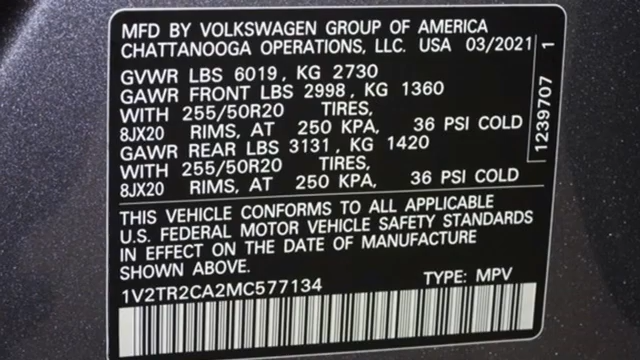 MFD BY VOLKSWAGEN GROUP OF AMERICA
CHATTANOOGA OPERATIONS, LLC. USA 03/2021
GVWR LBS 6019, KG 2730
GAWR FRONT LBS 2998, KG 1360
WITH 255/50R20 TIRES,
8JX20 RIMS, AT 250 KPA, 36 PSI COLD
GAWR REAR LBS 3131, KG 1420
WITH 255/50R20 TIRES,
8JX20 RIMS, AT 250 KPA, 36 PSI COLD
THIS VEHICLE CONFORMS TO ALL APPLICABLE
U.S. FEDERAL MOTOR VEHICLE SAFETY STANDARDS
IN EFFECT ON THE DATE OF MANUFACTURE
SHOWN ABOVE.
1V2TR2CA2MC577134 TYPE: MPV
1239707 1